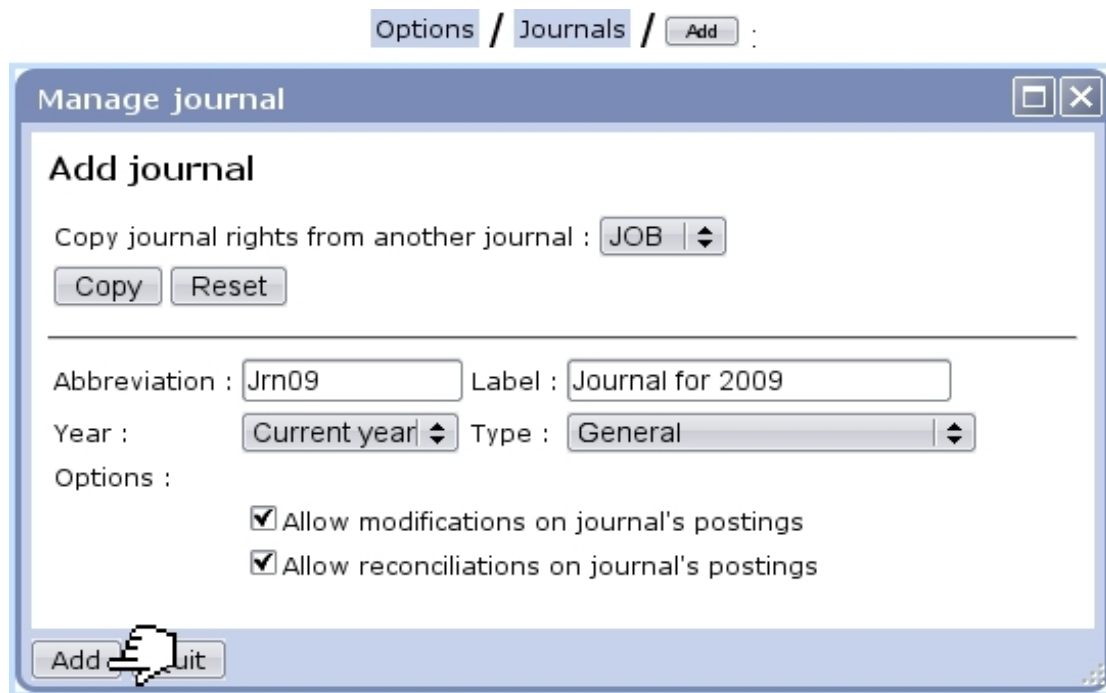 Options / Journals / Add :
Manage journal
Add journal
Copy journal rights from another journal : JOB
Copy Reset
Abbreviation : Jrn09 Label : Journal for 2009
Year : Current year Type : General
Options :
Allow modifications on journal's postings
Allow reconciliations on journal's postings
Add uit